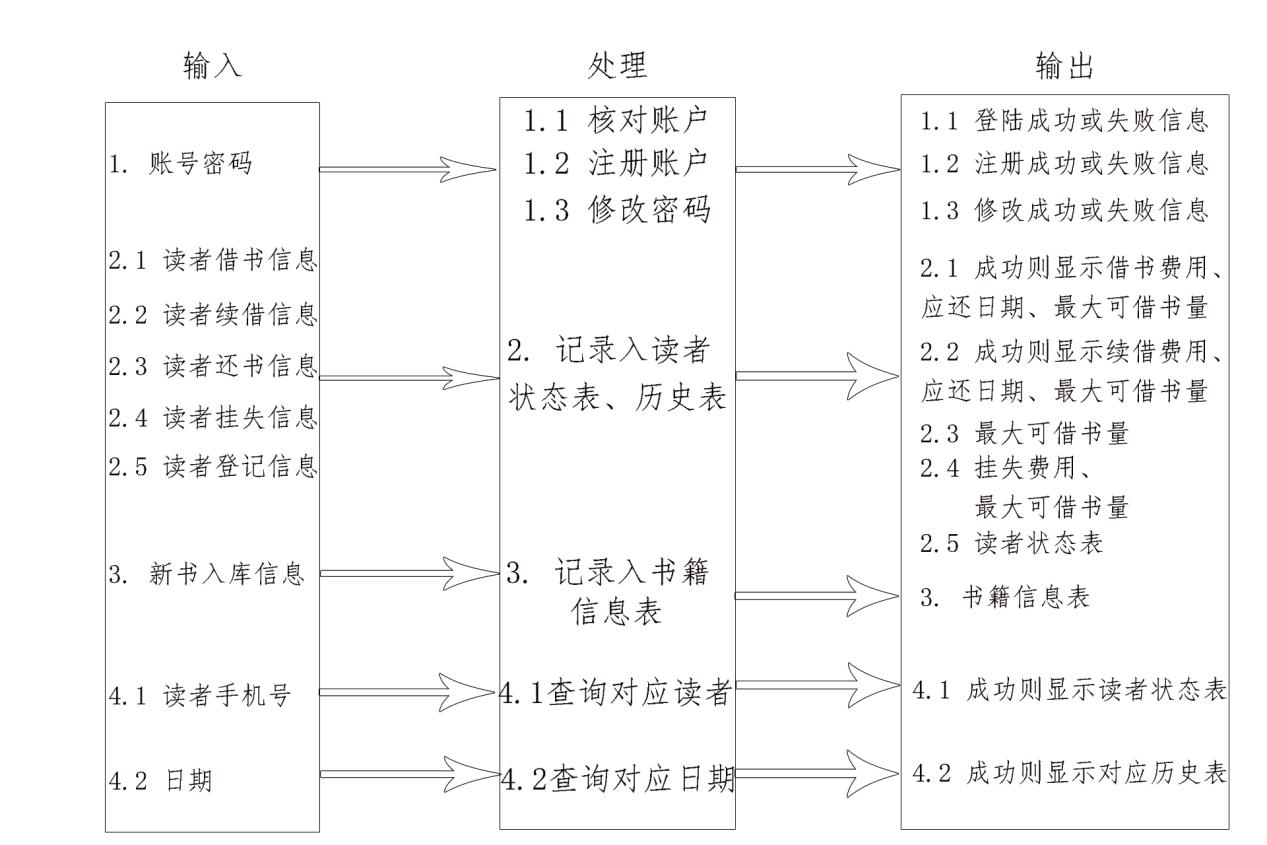 输入
1. 账号密码
2.1 读者借书信息
2.2 读者续借信息
2.3 读者还书信息
2.4 读者挂失信息
2.5 读者登记信息
3. 新书入库信息
4.1 读者手机号
4.2 日期
处理
1.1 核对账户
1.2 注册账户
1.3 修改密码
2. 记录入读者
状态表、历史表
3. 记录入书籍
信息表
4.1查询对应读者
4.2查询对应日期
输出
1.1 登陆成功或失败信息
1.2 注册成功或失败信息
1.3 修改成功或失败信息
2.1 成功则显示借书费用、
应还日期、最大可借书量
2.2 成功则显示续借费用、
应还日期、最大可借书量
2.3 最大可借书量
2.4 挂失费用、
最大可借书量
2.5 读者状态表
3. 书籍信息表
4.1 成功则显示读者状态表
4.2 成功则显示对应历史表